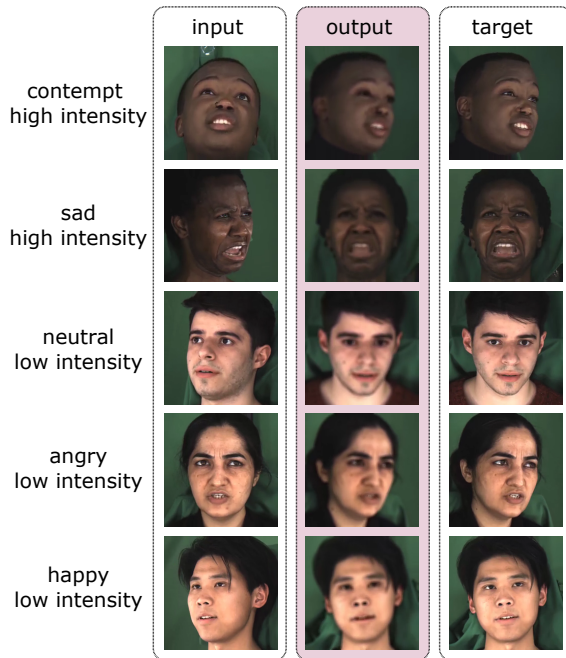 input
output
target
contempt
high intensity
sad
high intensity
neutral
low intensity
angry
low intensity
happy
low intensity